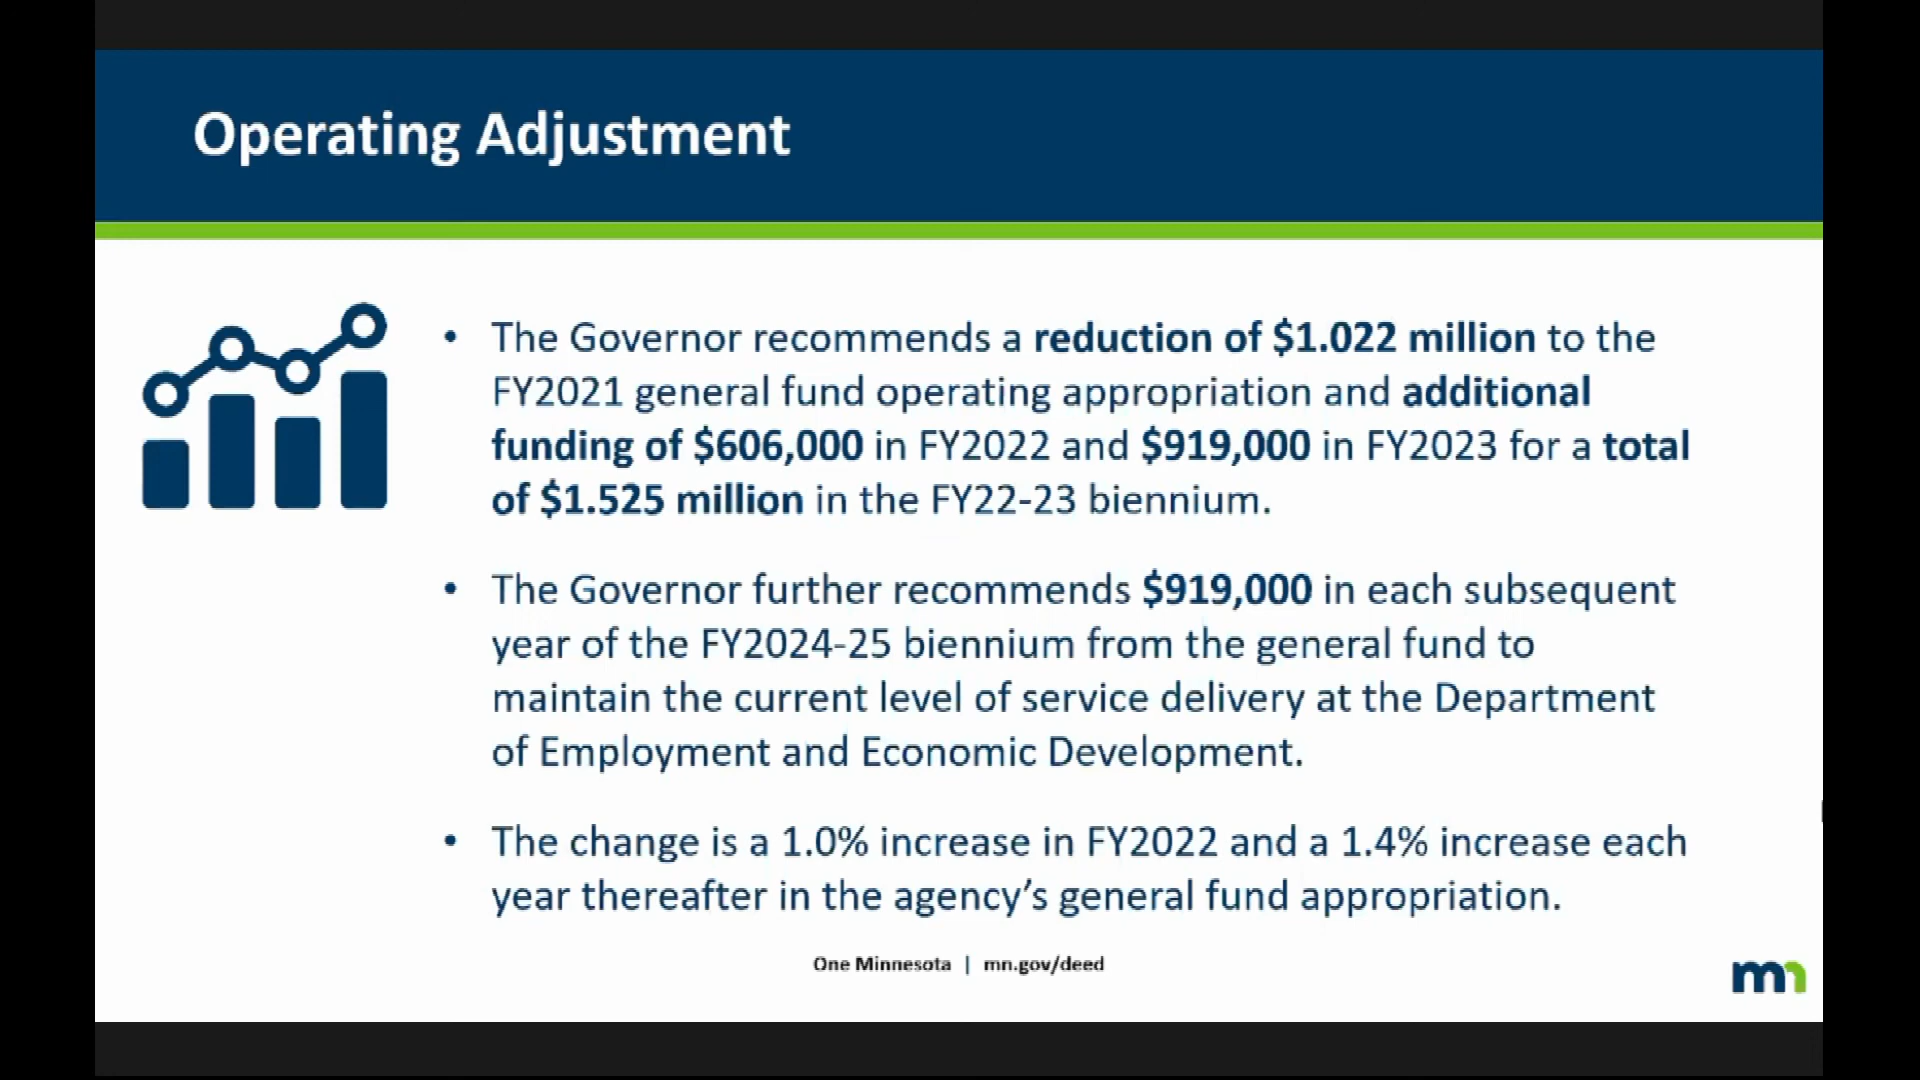 Operating Adjustment
• The Governor recommends a reduction of $1.022 million to the
FY2021 general fund operating appropriation and additional
funding of $606,000 in FY2022 and $919,000 in FY2023 for a total
of $1.525 million in the FY22-23 biennium.
• The Governor further recommends $919,000 in each subsequent
year of the FY2024-25 biennium from the general fund to
maintain the current level of service delivery at the Department
of Employment and Economic Development.
• The change is a 1.0% increase in FY2022 and a 1.4% increase each
year thereafter in the agency’s general fund appropriation.
One Minnesota | mn.gov/deed
mn